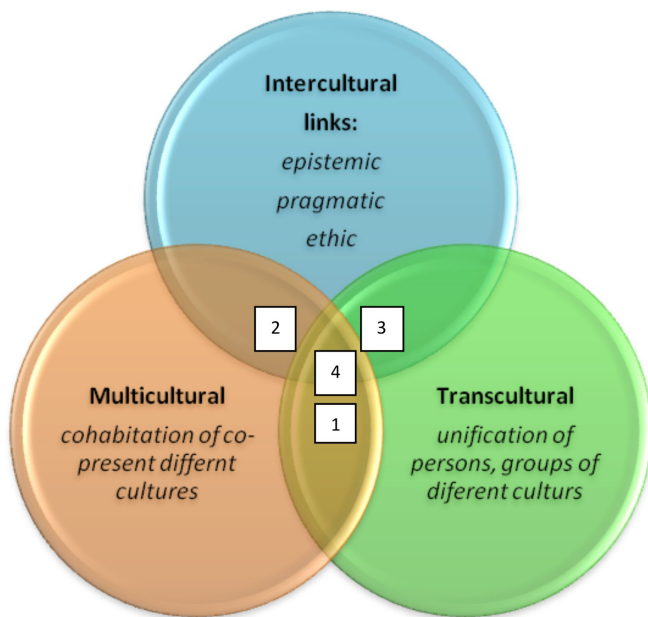 Intercultural
links:
epistemic
pragmatic
ethic
2
3
4
1
Multicultural
cohabitation of co-
present differnt
cultures
Transcultural
unification of
persons, groups of
diferent culturs